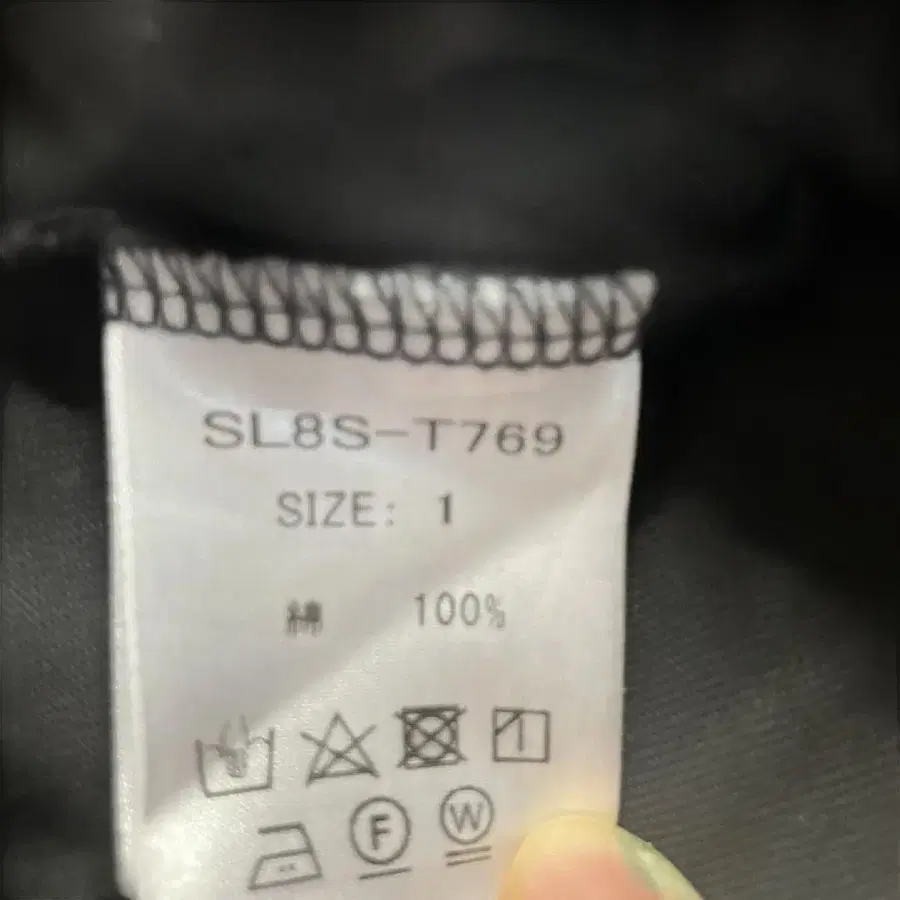 SL8S-T769
SIZE: 1
綿 100%
F W